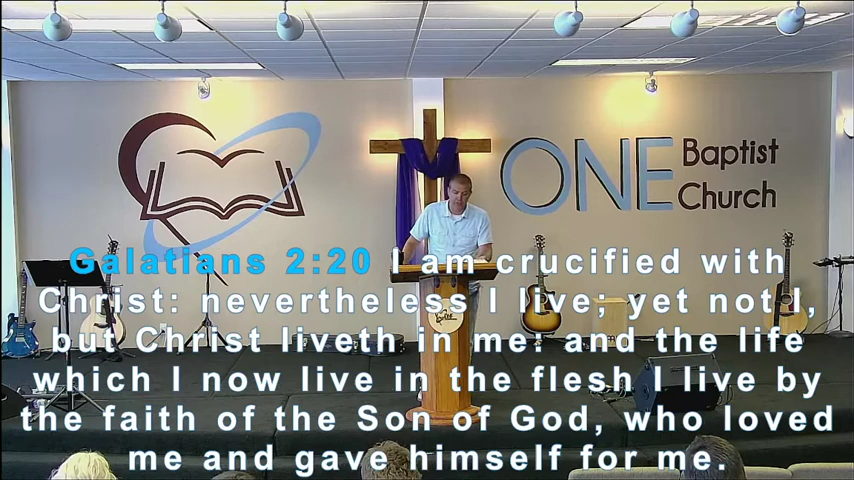 ONE Baptist
Church
Galatians 2:20 I am crucified with
Christ: nevertheless I live; yet not I,
but Christ liveth in me: and the life
which I now live in the flesh I live by
the faith of the Son of God, who loved
me and gave himself for me.